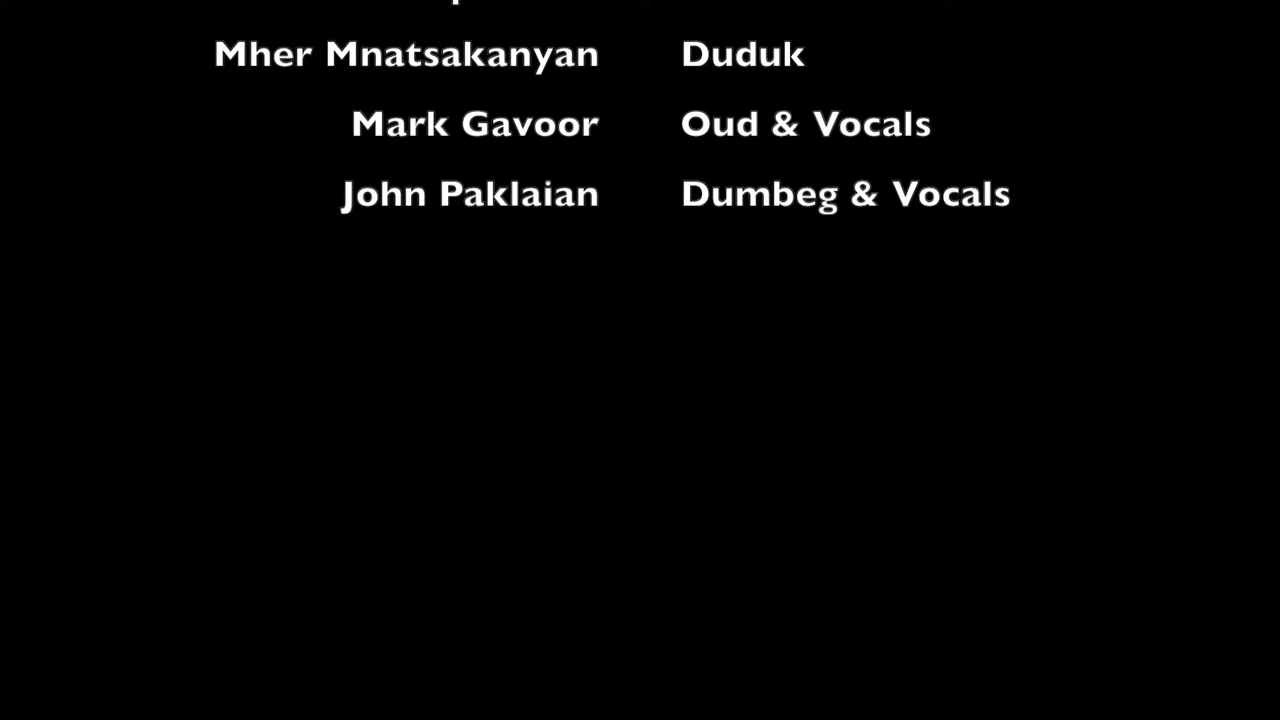 Mher Mnatsakanyan Duduk
Mark Gavoor Oud & Vocals
John Paklaian Dumbeg & Vocals